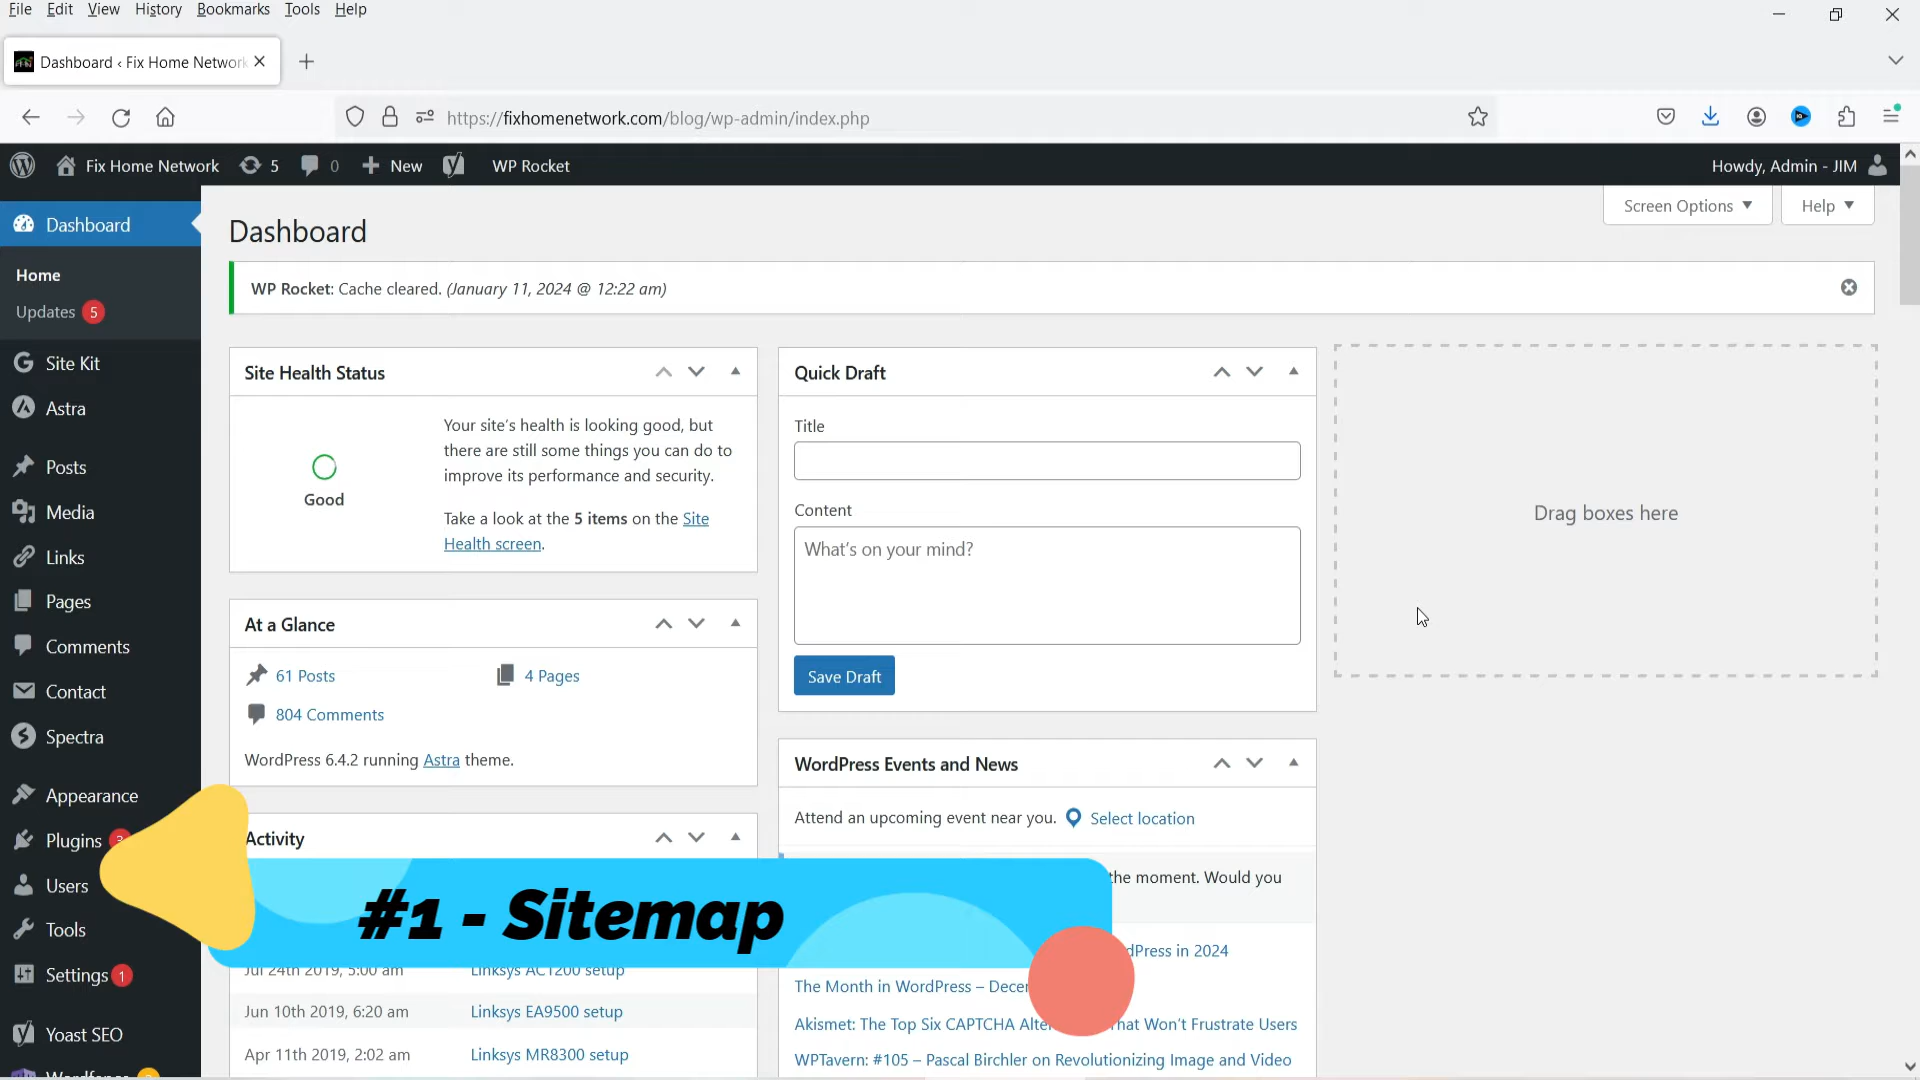 File Edit View History Bookmarks Tools Help
Dashboard ‹ Fix Home Network
https://fixhomenetwork.com/blog/wp-admin/index.php
Fix Home Network 5 0 New WP Rocket Howdy, Admin - JIM
Screen Options Help
Dashboard
Home
Updates 5
Site Kit
Astra
Posts
Media
Links
Pages
Comments
Contact
Spectra
Appearance
Plugins
Users
Tools
Settings 1
Yoast SEO
Dashboard
WP Rocket: Cache cleared. (January 11, 2024 @ 12:22 am)
Site Health Status
Good
Your site's health is looking good, but
there are still some things you can do to
improve its performance and security.
Take a look at the 5 items on the Site
Health screen.
At a Glance
61 Posts
4 Pages
804 Comments
WordPress 6.4.2 running Astra theme.
Activity
Jul 24th 2019, 5:00 am Linksys AC1200 setup
Jun 10th 2019, 6:20 am Linksys EA9500 setup
Apr 11th 2019, 2:02 am Linksys MR8300 setup
Quick Draft
Title
Content
What's on your mind?
Save Draft
WordPress Events and News
Attend an upcoming event near you. Select location
the moment. Would you
in 2024
The Month in WordPress –
Akismet: The Top Six CAPTCHA That Won't Frustrate Users
WPTavern: #105 – Pascal Birchler on Revolutionizing Image and Video
Drag boxes here
#1 - Sitemap